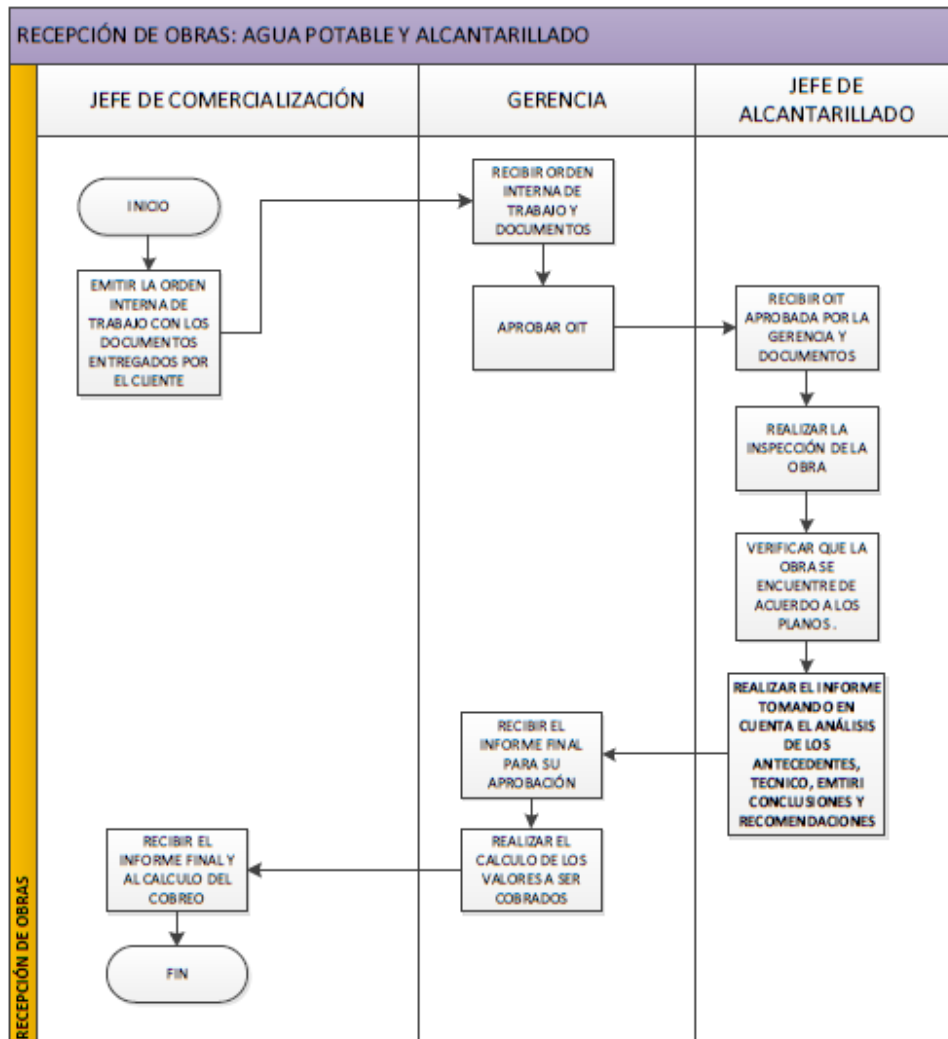 RECEPCIÓN DE OBRAS: AGUA POTABLE Y ALCANTARILLADO
JEFE DE COMERCIALIZACIÓN
GERENCIA
JEFE DE
ALCANTARILLADO
INICIO
EMITIR LA ORDEN
INTERNA DE
TRABAJO CON LOS
DOCUMENTOS
ENTREGADOS POR
EL CLIENTE
RECIBIR ORDEN
INTERNA DE
TRABAJO Y
DOCUMENTOS
APROBAR OIT
RECIBIR OIT
APROBADA POR LA
GERENCIA Y
DOCUMENTOS
REALIZAR LA
INSPECCIÓN DE LA
OBRA
VERIFICAR QUE LA
OBRA SE
ENCUENTRE DE
ACUERDO A LOS
PLANOS.
REALIZAR EL INFORME
TOMANDO EN
CUENTA EL ANÁLISIS
DE LOS
ANTECEDENTES,
TECNICO, EMTIRI
CONCLUSIONES Y
RECOMENDACIONES
RECIBIR EL
INFORME FINAL
PARA SU
APROBACIÓN
REALIZAR EL
CALCULO DE LOS
VALORES A SER
COBRADOS
RECIBIR EL
INFORME FINAL Y
AL CALCULO DEL
COBREO
FIN
RECEPCIÓN DE OBRAS